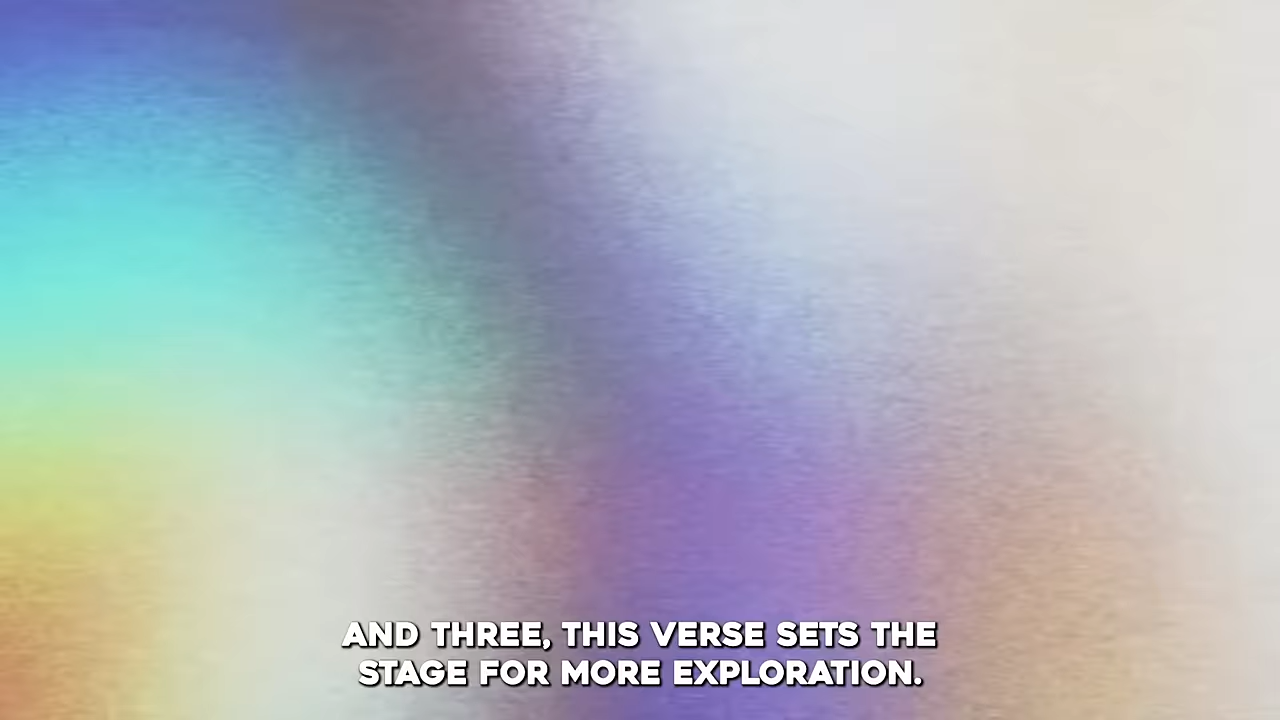 AND THREE, THIS VERSE SETS THE
STAGE FOR MORE EXPLORATION.